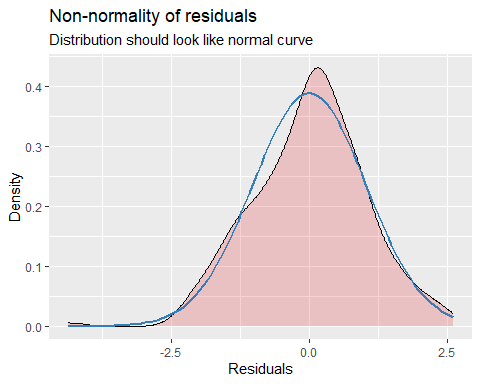 Non-normality of residuals
Distribution should look like normal curve
Density
0.4
0.3
0.2
0.1
0.0
-2.5 0.0 2.5
Residuals